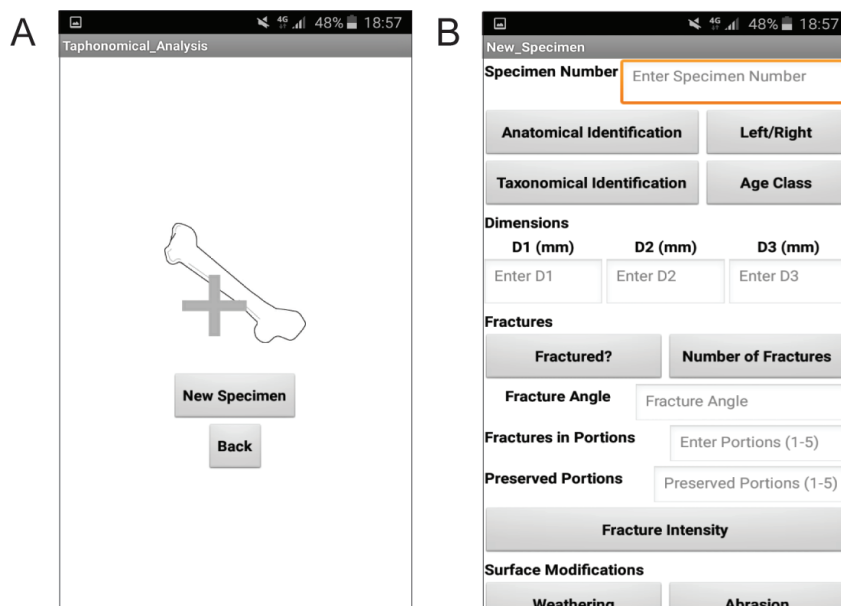 A
4G 48% 18:57
Taphonomical_Analysis
New Specimen
Back
B
4G 48% 18:57
New_Specimen
Specimen Number Enter Specimen Number
Anatomical Identification Left/Right
Taxonomical Identification Age Class
Dimensions
D1 (mm) D2 (mm) D3 (mm)
Enter D1 Enter D2 Enter D3
Fractures
Fractured? Number of Fractures
Fracture Angle Fracture Angle
Fractures in Portions Enter Portions (1-5)
Preserved Portions Preserved Portions (1-5)
Fracture Intensity
Surface Modifications
Weathering Abrasion